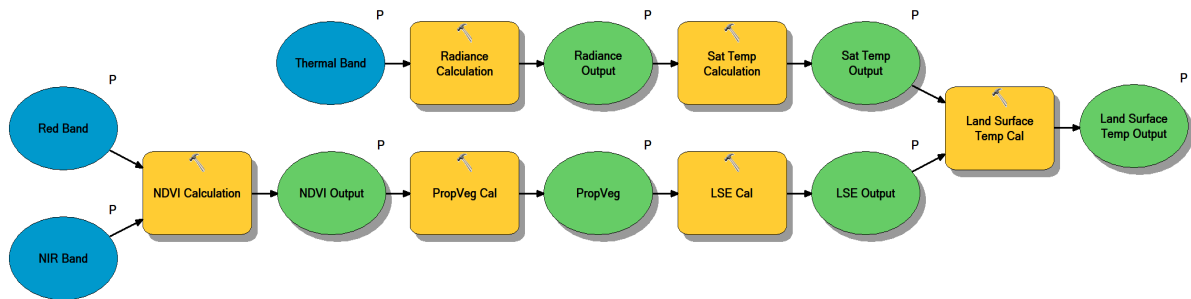 P
P
P
P
Thermal Band
Radiance
Calculation
Radiance
Output
Sat Temp
Calculation
Sat Temp
Output
P
P
Red Band
Land Surface
Temp Cal
Land Surface
Temp Output
P
P
P
NDVI Calculation
NDVI Output
PropVeg Cal
PropVeg
LSE Cal
LSE Output
P
NIR Band